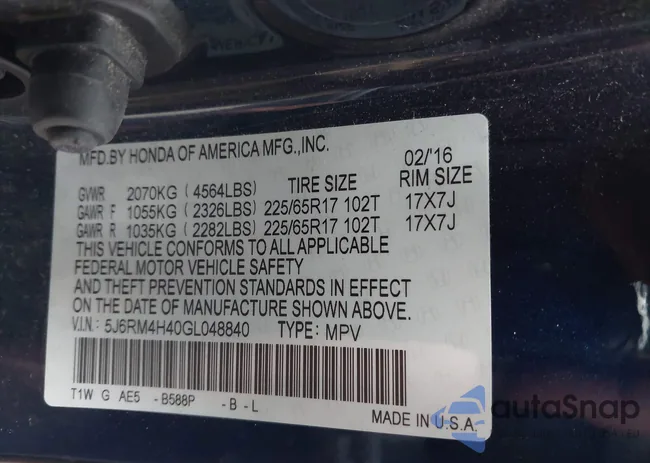 MFD.BY HONDA OF AMERICA MFG.,INC. 02/'16
GVWR 2070KG ( 4564LBS) TIRE SIZE RIM SIZE
GAWR F 1055KG ( 2326LBS) 225/65R17 102T 17X7J
GAWR R 1035KG ( 2282LBS) 225/65R17 102T 17X7J
THIS VEHICLE CONFORMS TO ALL APPLICABLE
FEDERAL MOTOR VEHICLE SAFETY
AND THEFT PREVENTION STANDARDS IN EFFECT
ON THE DATE OF MANUFACTURE SHOWN ABOVE.
V.I.N.: 5J6RM4H40GL048840 TYPE: MPV
T1W G AE5 - B588P - B - L
MADE IN U.S.A.
autoSnap